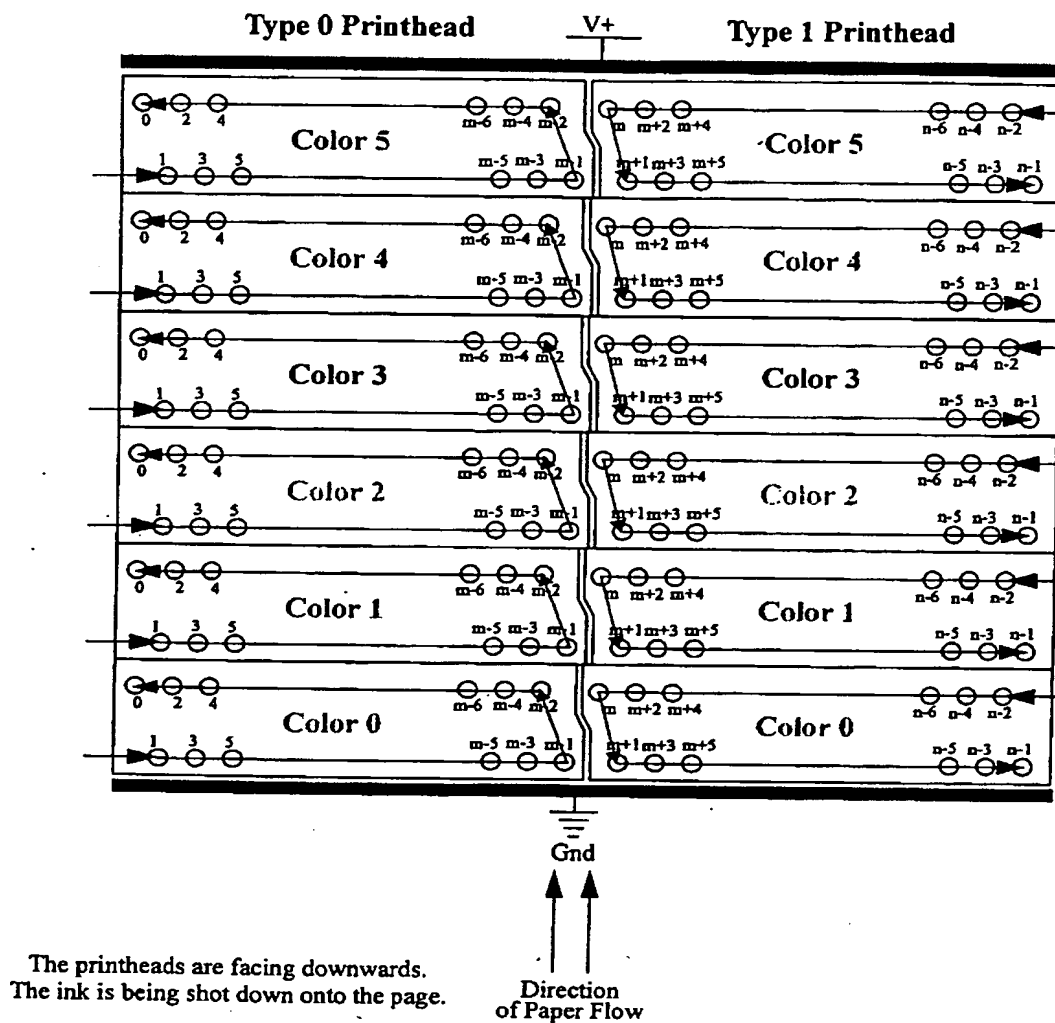 Type 0 Printhead V+ Type 1 Printhead
0 2 4 m-6 m-4 m-2 m m+2 m+4 n-6 n-4 n-2
Color 5 Color 5
1 3 5 m-5 m-3 m-1 m+1 m+3 m+5 n-5 n-3 n-1
0 2 4 m-6 m-4 m-2 m m+2 m+4 n-6 n-4 n-2
Color 4 Color 4
1 3 5 m-5 m-3 m-1 m+1 m+3 m+5 n-5 n-3 n-1
0 2 4 m-6 m-4 m-2 m m+2 m+4 n-6 n-4 n-2
Color 3 Color 3
1 3 5 m-5 m-3 m-1 m+1 m+3 m+5 n-5 n-3 n-1
0 2 4 m-6 m-4 m-2 m m+2 m+4 n-6 n-4 n-2
Color 2 Color 2
1 3 5 m-5 m-3 m-1 m+1 m+3 m+5 n-5 n-3 n-1
0 2 4 m-6 m-4 m-2 m m+2 m+4 n-6 n-4 n-2
Color 1 Color 1
1 3 5 m-5 m-3 m-1 m+1 m+3 m+5 n-5 n-3 n-1
0 2 4 m-6 m-4 m-2 m m+2 m+4 n-6 n-4 n-2
Color 0 Color 0
1 3 5 m-5 m-3 m-1 m+1 m+3 m+5 n-5 n-3 n-1
Gnd
The printheads are facing downwards.
The ink is being shot down onto the page.
Direction
of Paper Flow